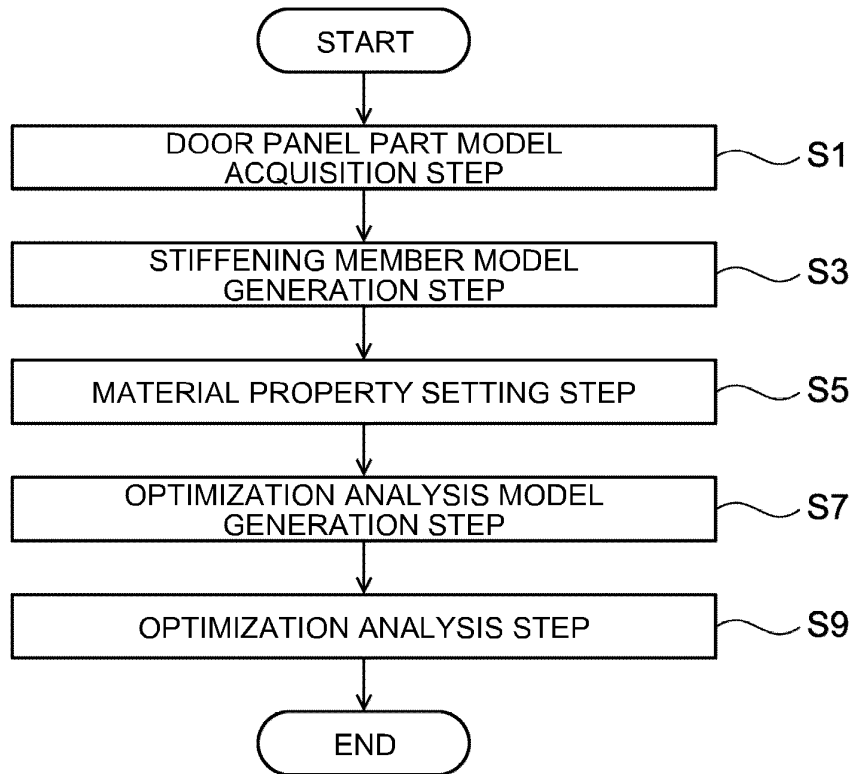 START
DOOR PANEL PART MODEL
ACQUISITION STEP
S1
STIFFENING MEMBER MODEL
GENERATION STEP
S3
MATERIAL PROPERTY SETTING STEP
S5
OPTIMIZATION ANALYSIS MODEL
GENERATION STEP
S7
OPTIMIZATION ANALYSIS STEP
S9
END